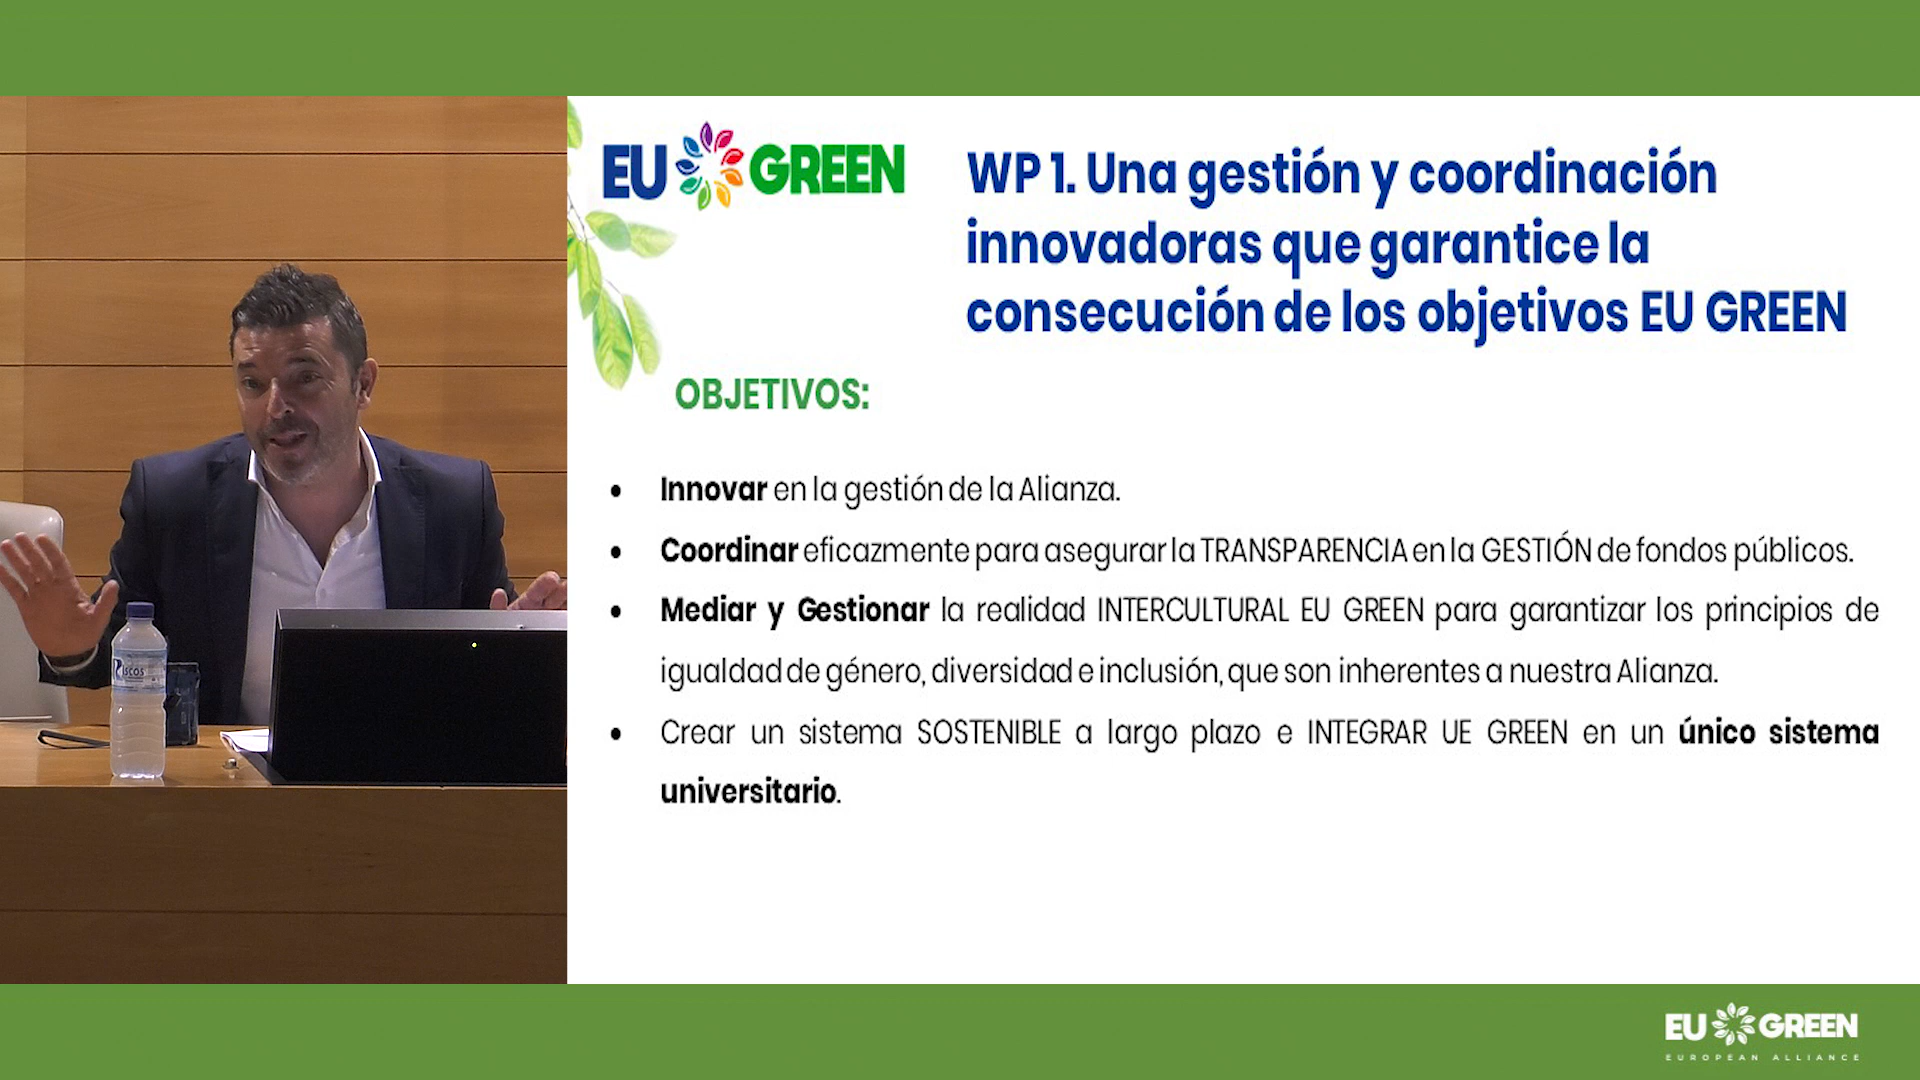 EU GREEN
WP 1. Una gestión y coordinación
innovadoras que garantice la
consecución de los objetivos EU GREEN
OBJETIVOS:
• Innovar en la gestión de la Alianza.
• Coordinar eficazmente para asegurar la TRANSPARENCIA en la GESTIÓN de fondos públicos.
• Mediar y Gestionar la realidad INTERCULTURAL EU GREEN para garantizar los principios de
igualdad de género, diversidad e inclusión, que son inherentes a nuestra Alianza.
• Crear un sistema SOSTENIBLE a largo plazo e INTEGRAR UE GREEN en un único sistema
universitario.
EU GREEN
EUROPEAN ALLIANCE